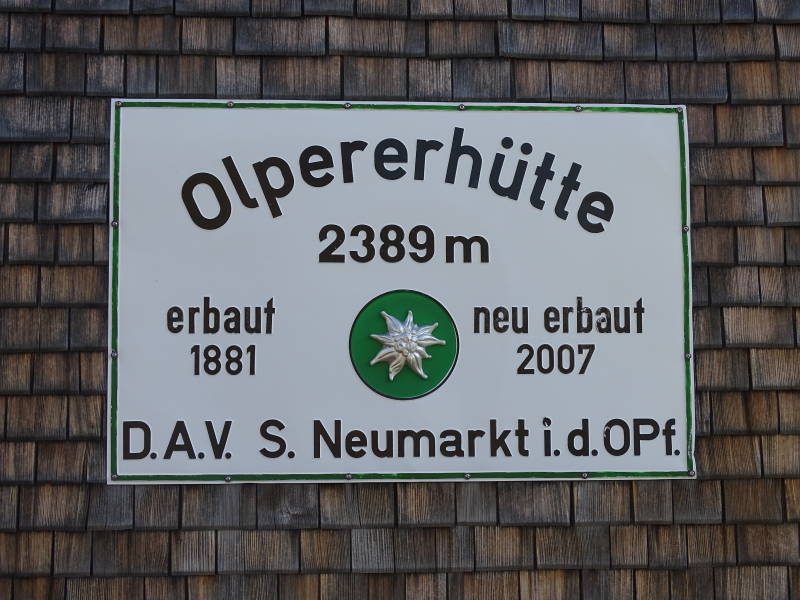 Olpererhütte
2389 m
erbaut neu erbaut
1881 2007
D.A.V. S. Neumarkt i.d.OPf.